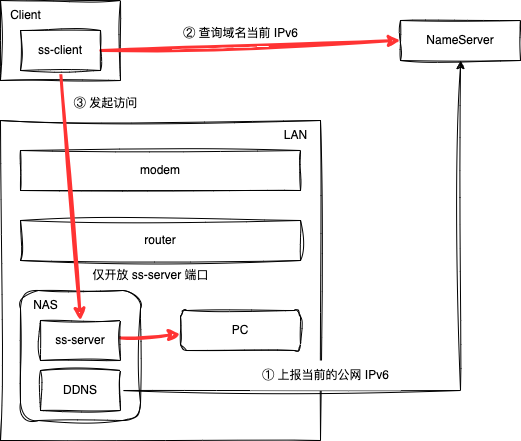 Client
ss-client
② 查询域名当前 IPv6
NameServer
③ 发起访问
LAN
modem
router
仅开放 ss-server 端口
NAS
ss-server
PC
DDNS
① 上报当前的公网 IPv6